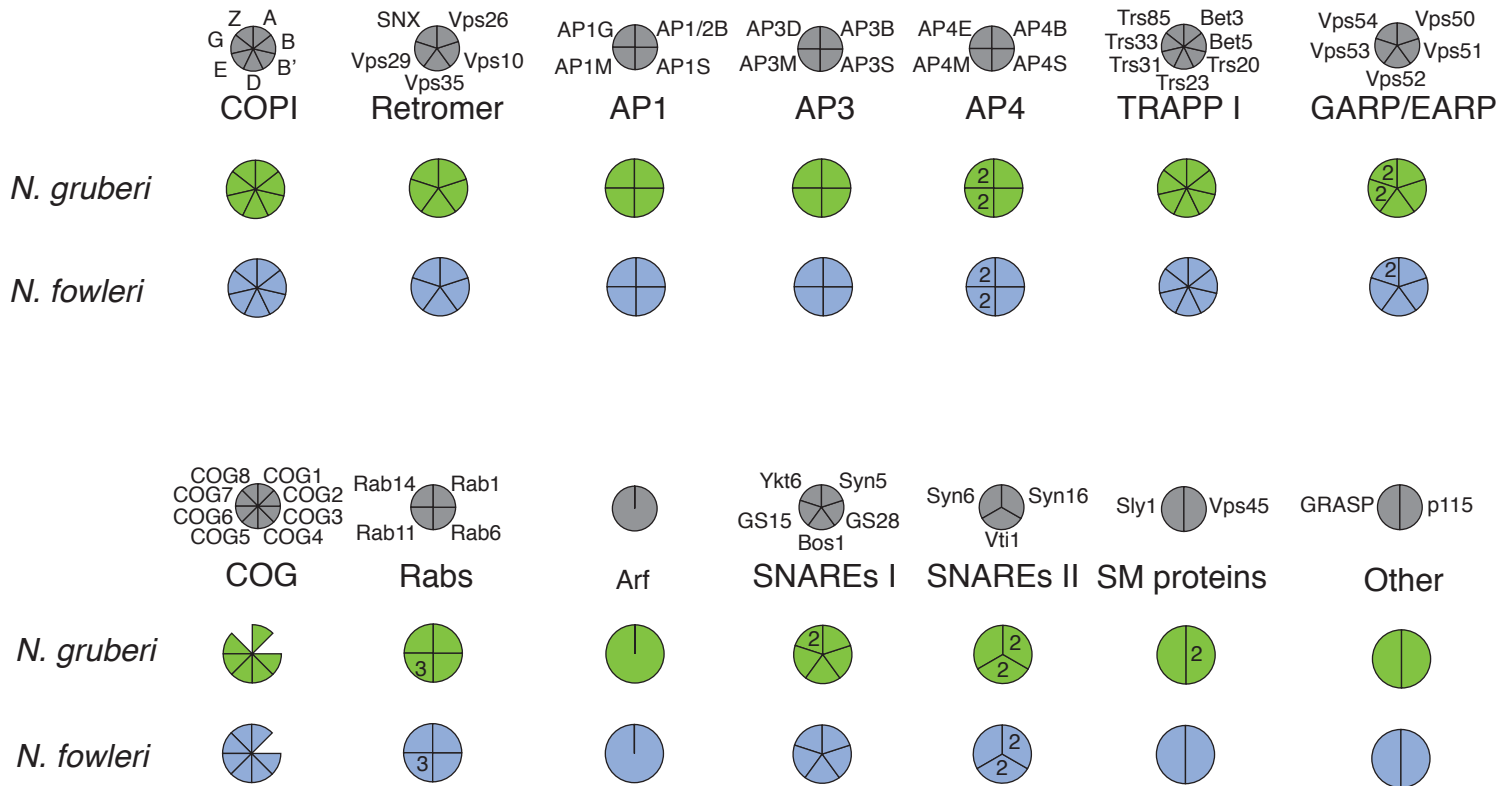 Z A SNX Vps26 AP1G AP1/2B AP3D AP3B AP4E AP4B Trs85 Bet3 Vps54 Vps50
G B Vps29 Vps10 AP1M AP1S AP3M AP3S AP4M AP4S Trs33 Bet5 Vps53 Vps51
E B’ Vps35 Trs31 Trs20 Vps52
D Trs23
COPI Retromer AP1 AP3 AP4 TRAPP I GARP/EARP
N. gruberi 2 2 2 2
N. fowleri 2 2 2
COG8 COG1 Rab14 Rab1 Ykt6 Syn5 Syn6 Syn16 Sly1 Vps45 GRASP p115
COG7 COG2 Rab11 Rab6 GS15 GS28 Vti1
COG6 COG3 Bos1
COG5 COG4
COG Rabs Arf SNAREs I SNAREs II SM proteins Other
N. gruberi 3 2 2 2 2
N. fowleri 3 2 2